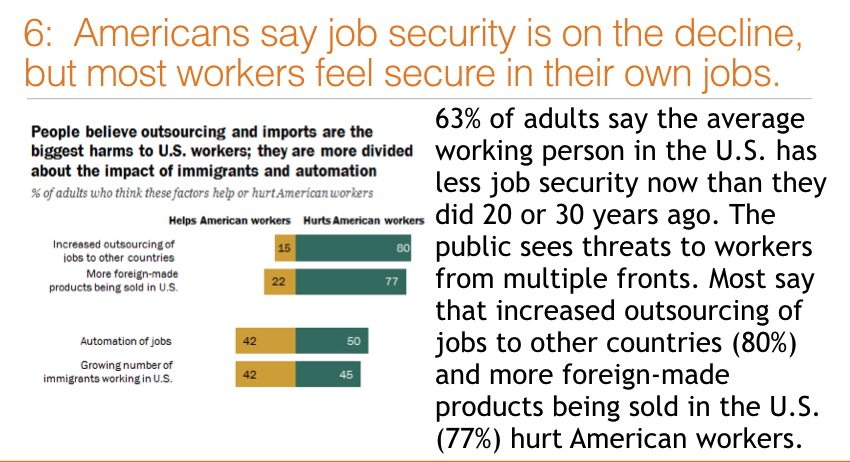 6:  Americans say job security is on the decline,
but most workers feel secure in their own jobs.
People believe outsourcing and imports are the
biggest harms to U.S. workers; they are more divided
about the impact of immigrants and automation
% of adults who think these factors help or hurt American workers
Helps American workers Hurts American workers
Increased outsourcing of
jobs to other countries
15 80
More foreign-made
products being sold in U.S.
22 77
Automation of jobs 42 50
Growing number of
immigrants working in U.S.
42 45
63% of adults say the average
working person in the U.S. has
less job security now than they
did 20 or 30 years ago. The
public sees threats to workers
from multiple fronts. Most say
that increased outsourcing of
jobs to other countries (80%)
and more foreign-made
products being sold in the U.S.
(77%) hurt American workers.